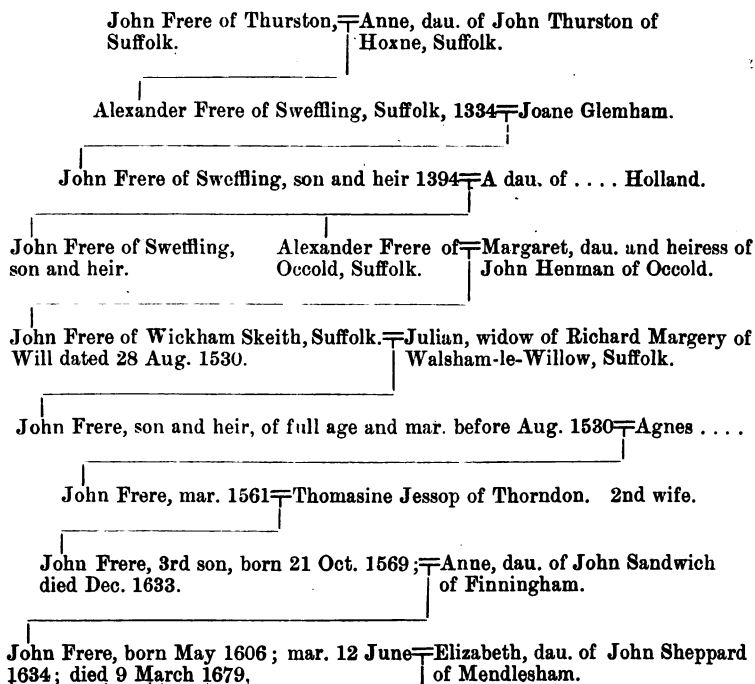 John Frere of Thurston, Anne, dau. of John Thurston of
Suffolk. Hoxne, Suffolk.
Alexander Frere of Sweffling, Suffolk, 1334 Joane Glemham.
John Frere of Sweffling, son and heir 1394 A dau. of .... Holland.
John Frere of Sweffling, Alexander Frere of Margaret, dau. and heiress of
son and heir. Occold, Suffolk. John Henman of Occold.
John Frere of Wickham Skeith, Suffolk. Julian, widow of Richard Margery of
Will dated 28 Aug. 1530. Walsham-le-Willow, Suffolk.
John Frere, son and heir, of full age and mar. before Aug. 1530 Agnes ....
John Frere, mar. 1561 Thomasine Jessop of Thorndon. 2nd wife.
John Frere, 3rd son, born 21 Oct. 1569; Anne, dau. of John Sandwich
died Dec. 1633. of Finningham.
John Frere, born May 1606; mar. 12 June Elizabeth, dau. of John Sheppard
1634; died 9 March 1679, of Mendlesham.